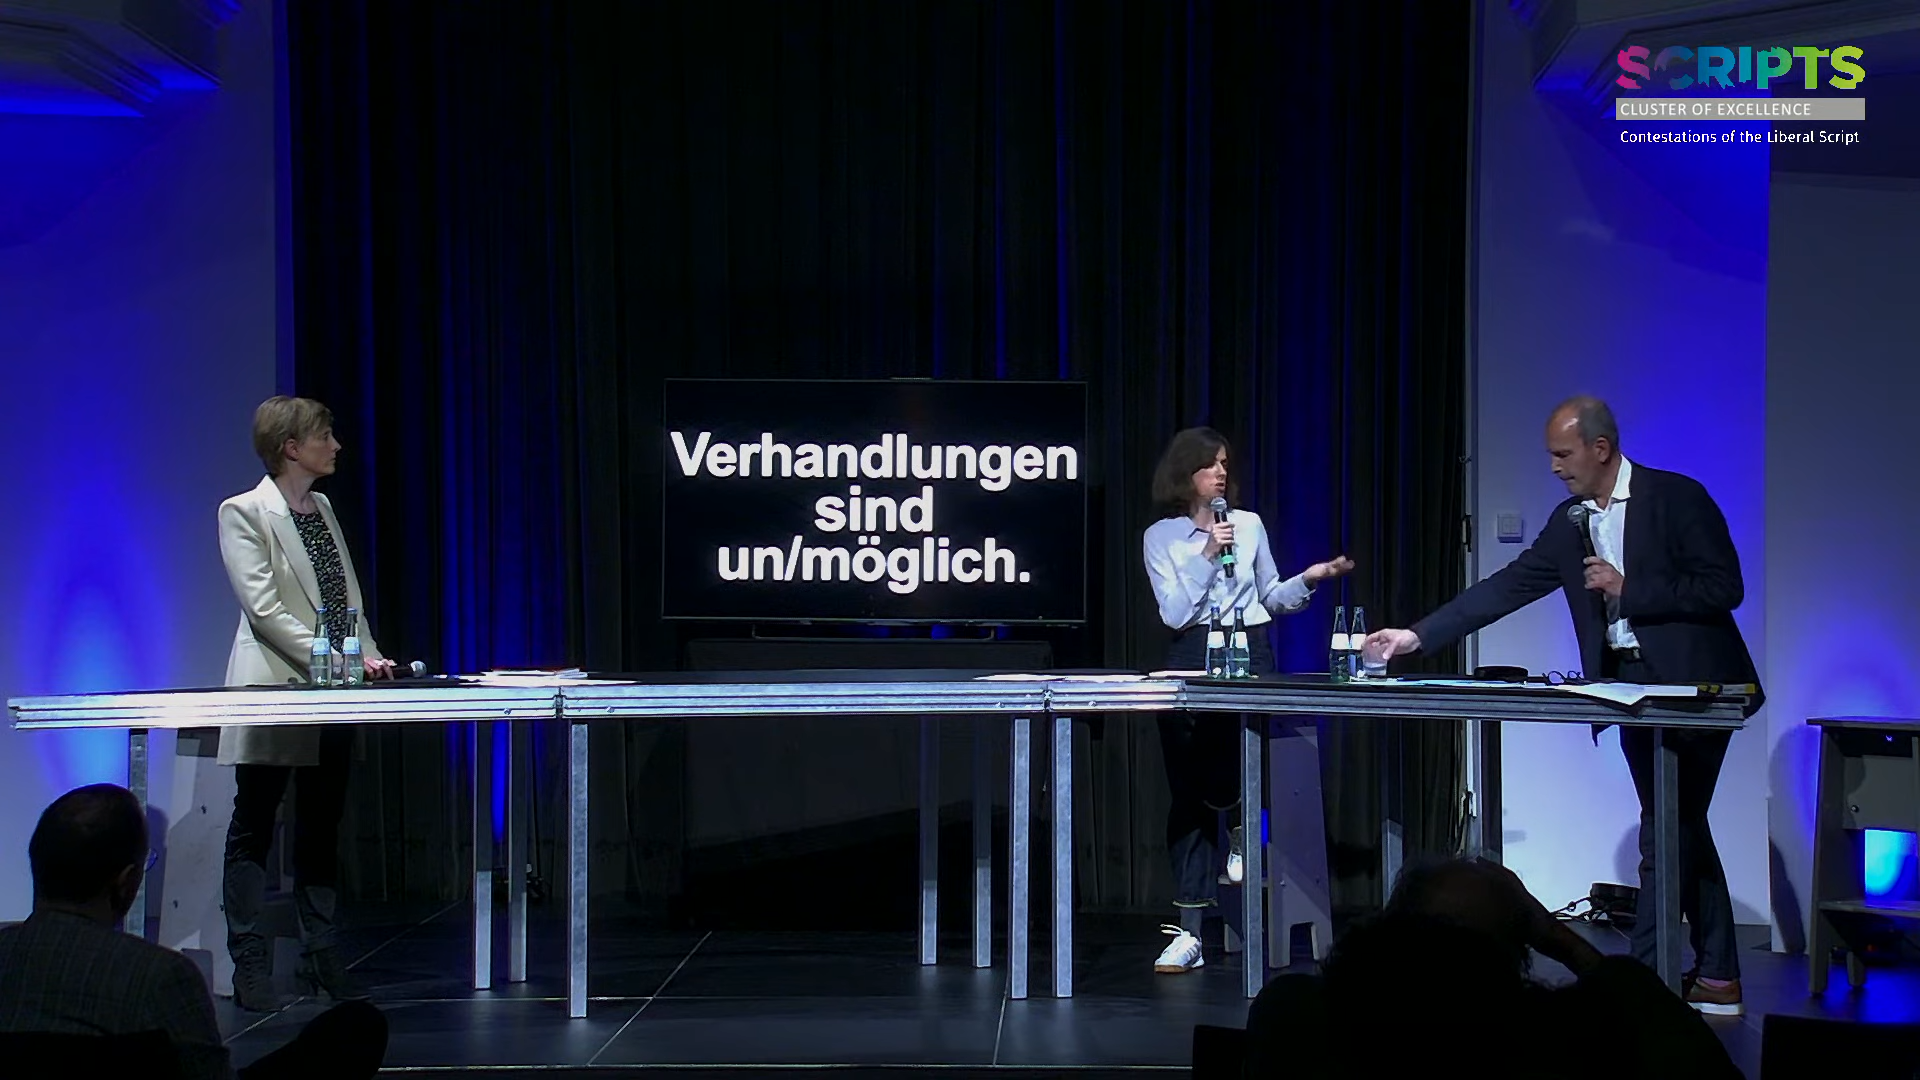 SCRIPTS
CLUSTER OF EXCELLENCE
Contestations of the Liberal Script
Verhandlungen
sind
un/möglich.